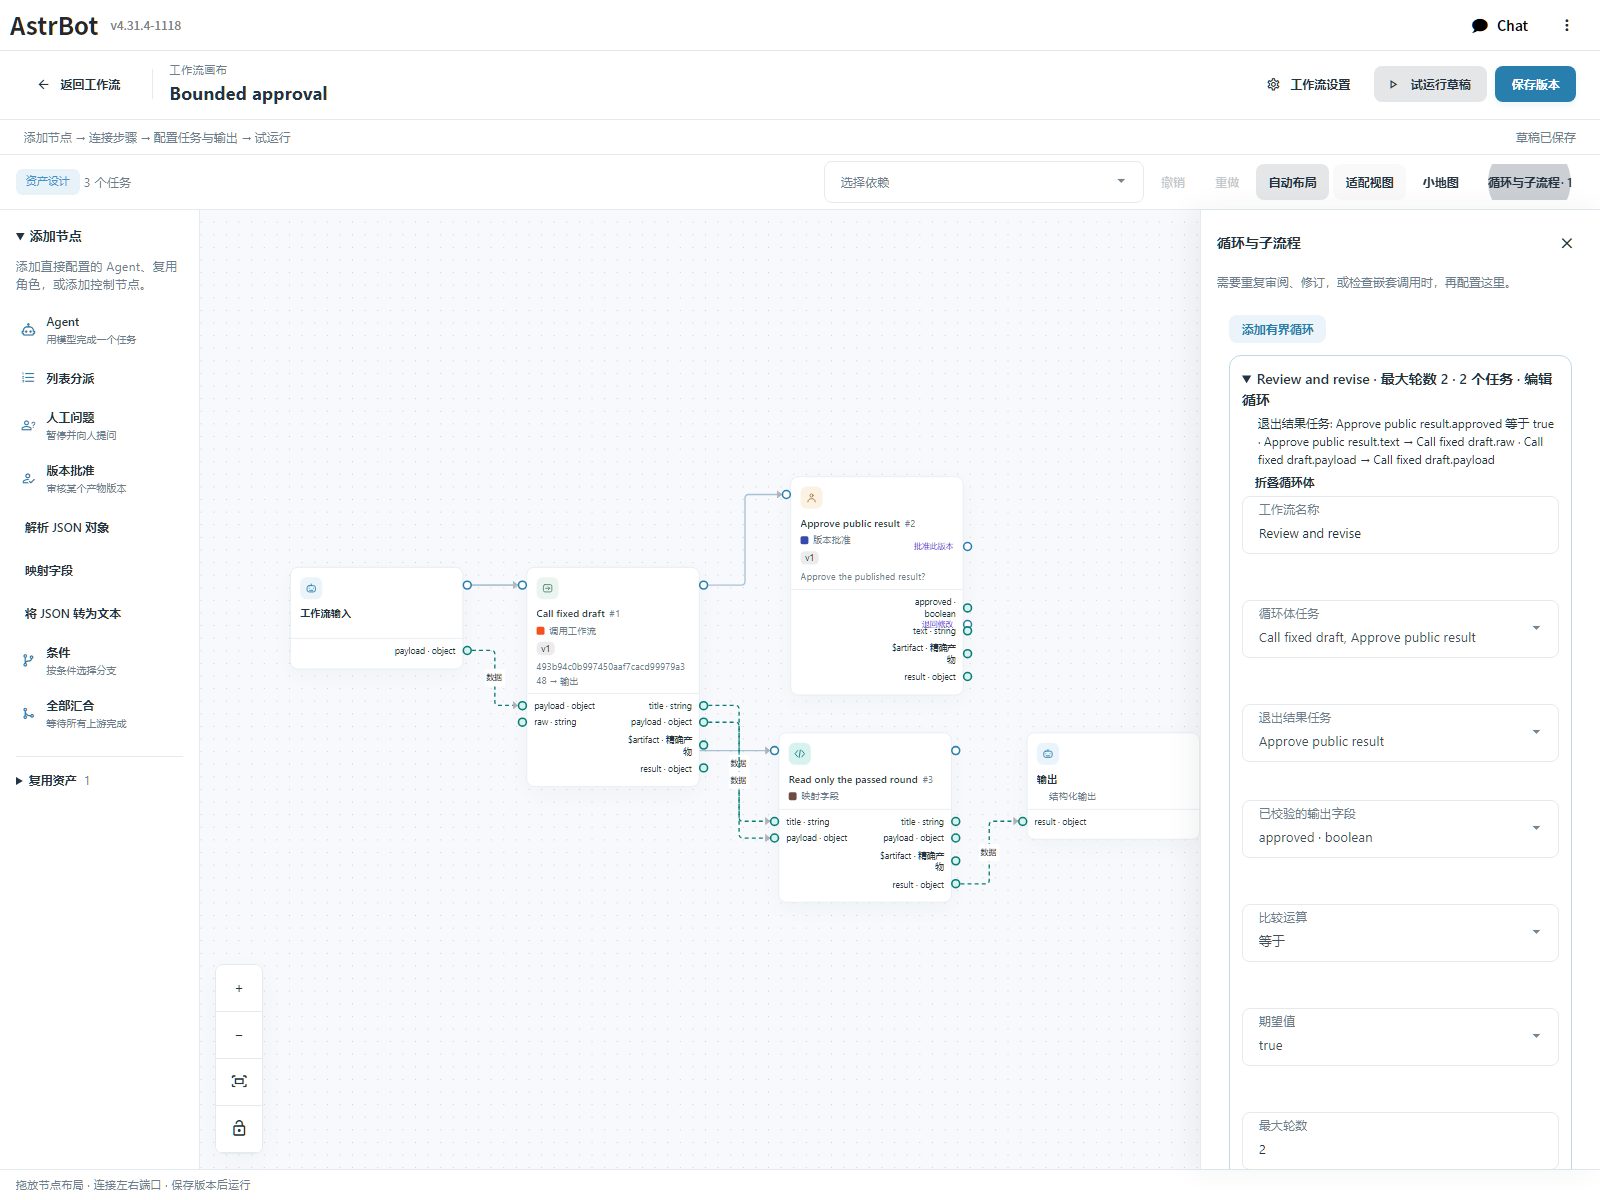 AstrBot v4.31.4-1118
Chat
返回工作流
工作流画布
Bounded approval
工作流设置
试运行草稿
保存版本
添加节点 → 连接步骤 → 配置任务与输出 → 试运行
草稿已保存
资产设计 3 个任务
选择依赖
撤销
重做
自动布局
适配视图
小地图
循环与子流程· 1
添加节点
添加直接配置的 Agent、复用
角色，或添加控制节点。
Agent
用模型完成一个任务
列表分派
人工问题
暂停并向人提问
版本批准
审核某个产物版本
解析 JSON 对象
映射字段
将 JSON 转为文本
条件
按条件选择分支
全部汇合
等待所有上游完成
复用资产 1
+
−
工作流输入
payload · object
数据
Call fixed draft #1
调用工作流
v1
493b94c0b997450aaf7cacd99979a3
48 → 输出
payload · object
raw · string
title · string
payload · object
$artifact · 精确产
物
result · object
数据
数据
Approve public result #2
版本批准
批准此版本
v1
Approve the published result?
approved ·
boolean
退回修改
text · string
$artifact · 精确产
物
result · object
Read only the passed round #3
映射字段
title · string
payload · object
title · string
payload · object
$artifact · 精确产
物
result · object
数据
输出
结构化输出
result · object
循环与子流程
需要重复审阅、修订，或检查嵌套调用时，再配置这里。
添加有界循环
Review and revise · 最大轮数 2 · 2 个任务 · 编辑
循环
退出结果任务: Approve public result.approved 等于 true
· Approve public result.text → Call fixed draft.raw · Call
fixed draft.payload → Call fixed draft.payload
折叠循环体
工作流名称
Review and revise
循环体任务
Call fixed draft, Approve public result
退出结果任务
Approve public result
已校验的输出字段
approved · boolean
比较运算
等于
期望值
true
最大轮数
2
拖放节点布局 · 连接左右端口 · 保存版本后运行